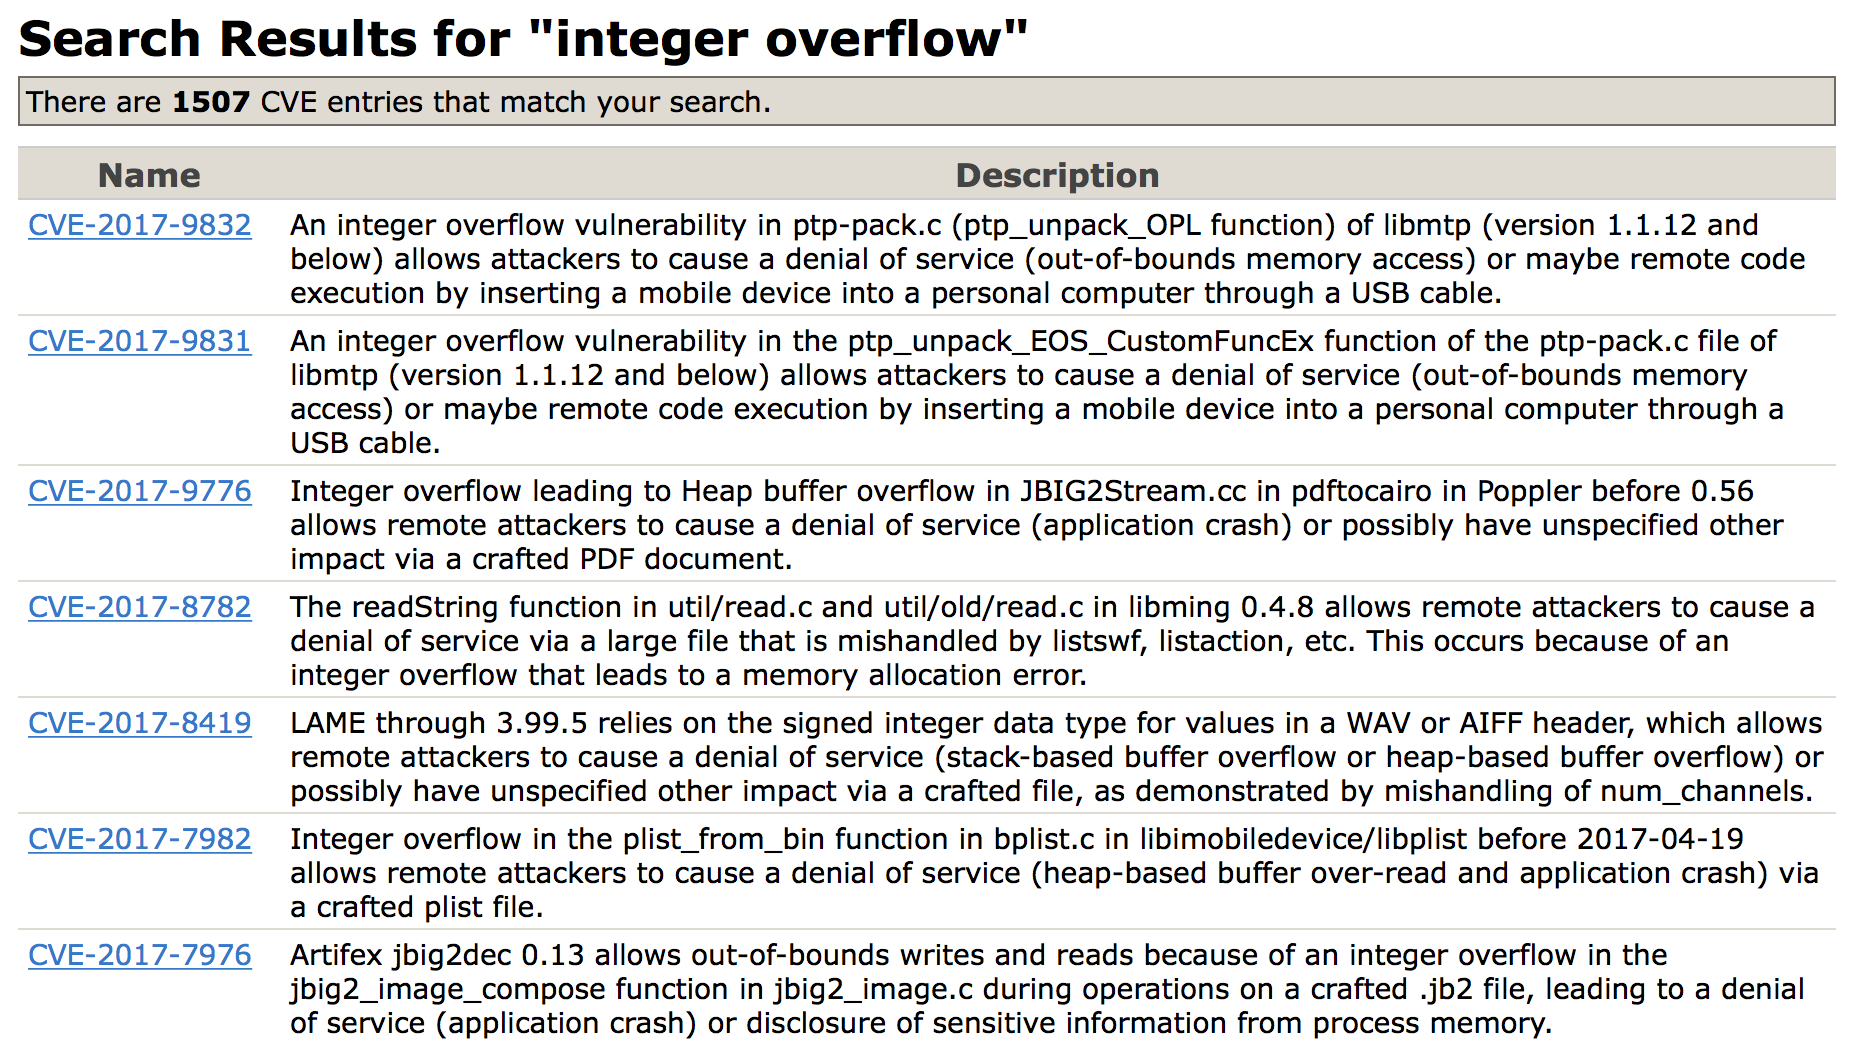 Search Results for "integer overflow"
There are 1507 CVE entries that match your search.
Name Description
CVE-2017-9832 An integer overflow vulnerability in ptp-pack.c (ptp_unpack_OPL function) of libmtp (version 1.1.12 and
below) allows attackers to cause a denial of service (out-of-bounds memory access) or maybe remote code
execution by inserting a mobile device into a personal computer through a USB cable.
CVE-2017-9831 An integer overflow vulnerability in the ptp_unpack_EOS_CustomFuncEx function of the ptp-pack.c file of
libmtp (version 1.1.12 and below) allows attackers to cause a denial of service (out-of-bounds memory
access) or maybe remote code execution by inserting a mobile device into a personal computer through a
USB cable.
CVE-2017-9776 Integer overflow leading to Heap buffer overflow in JBIG2Stream.cc in pdftocairo in Poppler before 0.56
allows remote attackers to cause a denial of service (application crash) or possibly have unspecified other
impact via a crafted PDF document.
CVE-2017-8782 The readString function in util/read.c and util/old/read.c in libming 0.4.8 allows remote attackers to cause a
denial of service via a large file that is mishandled by listswf, listaction, etc. This occurs because of an
integer overflow that leads to a memory allocation error.
CVE-2017-8419 LAME through 3.99.5 relies on the signed integer data type for values in a WAV or AIFF header, which allows
remote attackers to cause a denial of service (stack-based buffer overflow or heap-based buffer overflow) or
possibly have unspecified other impact via a crafted file, as demonstrated by mishandling of num_channels.
CVE-2017-7982 Integer overflow in the plist_from_bin function in bplist.c in libimobiledevice/libplist before 2017-04-19
allows remote attackers to cause a denial of service (heap-based buffer over-read and application crash) via
a crafted plist file.
CVE-2017-7976 Artifex jbig2dec 0.13 allows out-of-bounds writes and reads because of an integer overflow in the
jbig2_image_compose function in jbig2_image.c during operations on a crafted .jb2 file, leading to a denial
of service (application crash) or disclosure of sensitive information from process memory.